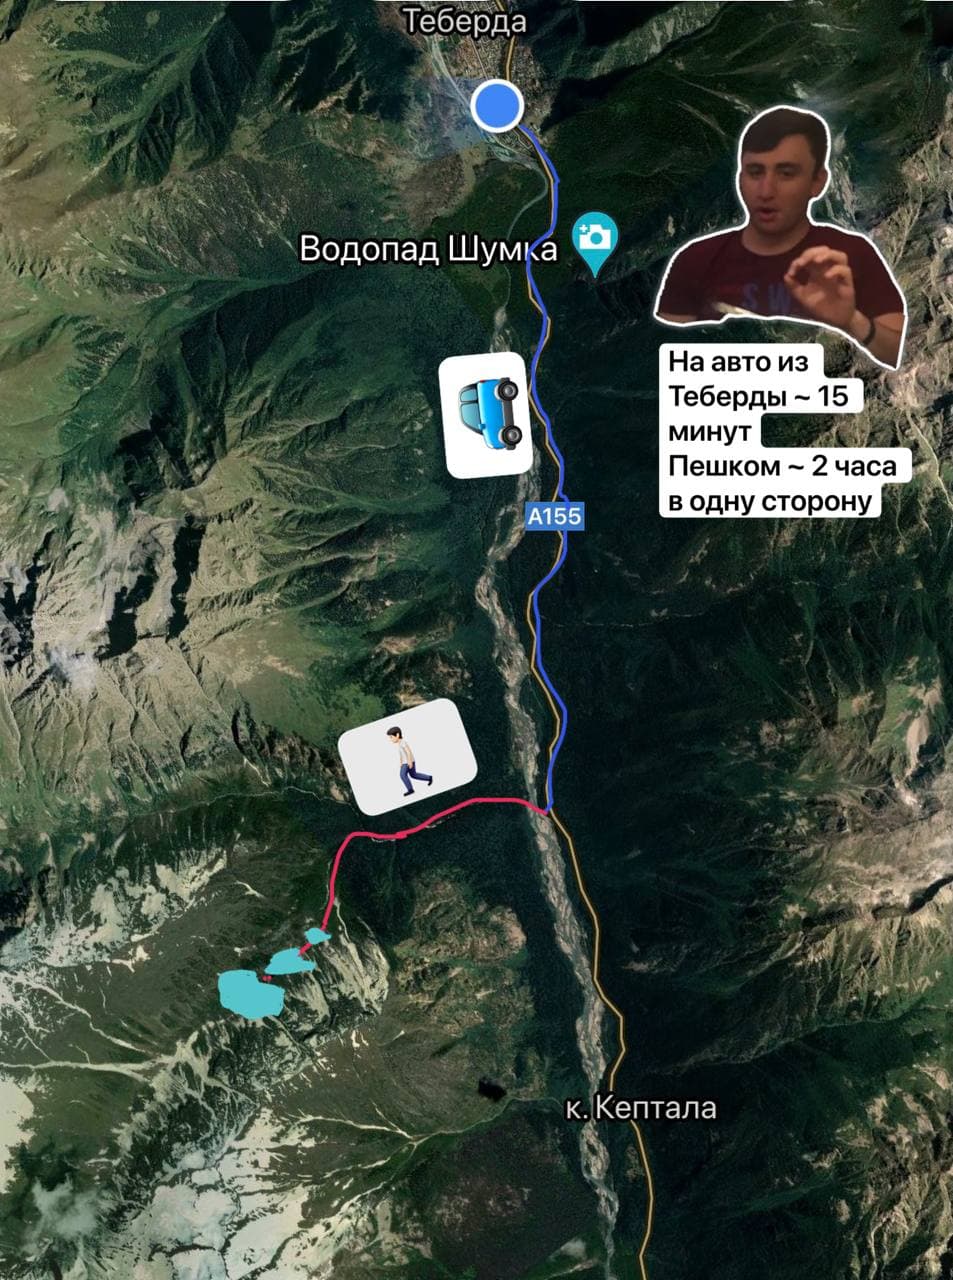 Теберда
Водопад Шумка
На авто из
Теберды ~ 15
минут
Пешком ~ 2 часа
в одну сторону
A155
к. Кептала